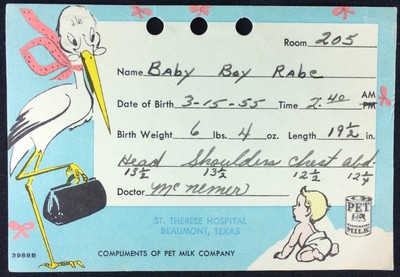 Room 205
Name Baby Boy Rabe
Date of Birth 3-15-55 Time 2:40 AM PM
Birth Weight 6 lbs. 4 oz. Length 19½ in.
Head Shoulders Chest abd
13½ 13½ 12½ 12¼
Doctor McNemer
ST. THERESE HOSPITAL
BEAUMONT, TEXAS
PET
MILK
3988B
COMPLIMENTS OF PET MILK COMPANY